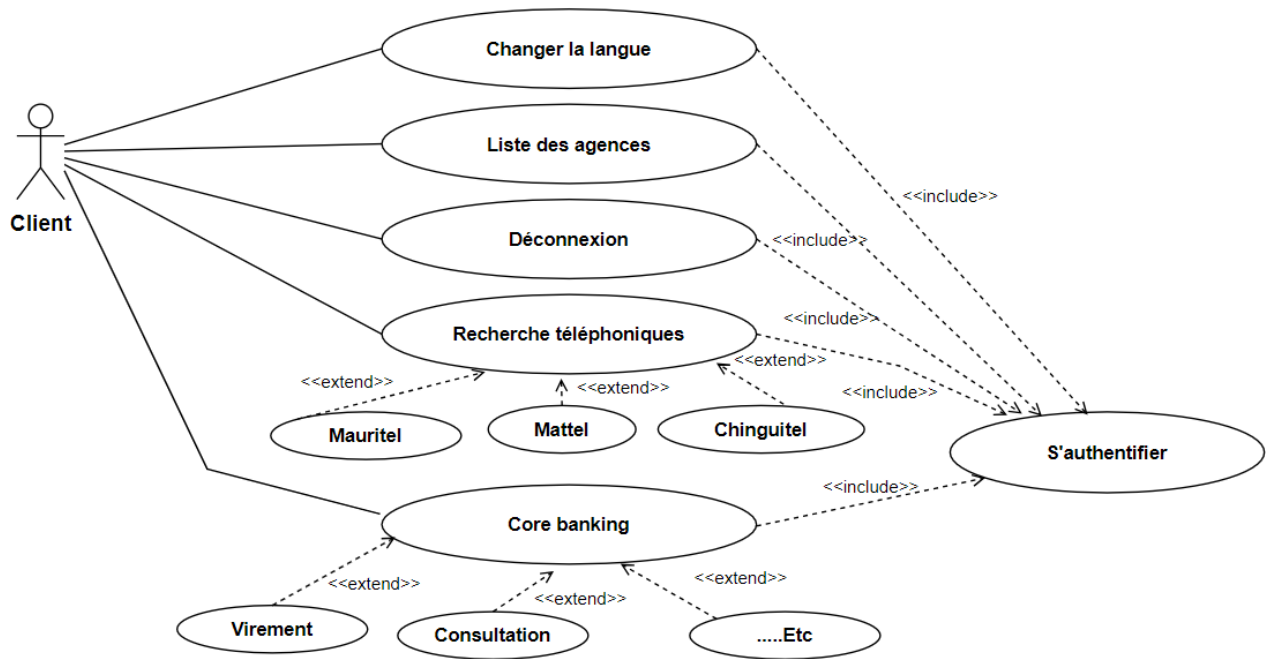 Changer la langue
Liste des agences
<<include>>
Client
Déconnexion
<<include>>
Recherche téléphoniques
<<include>>
<<extend>>
<<extend>>
<<extend>>
<<include>>
Mauritel
Mattel
Chinguitel
S'authentifier
<<include>>
Core banking
<<extend>>
<<extend>>
<<extend>>
Virement
Consultation
.....Etc